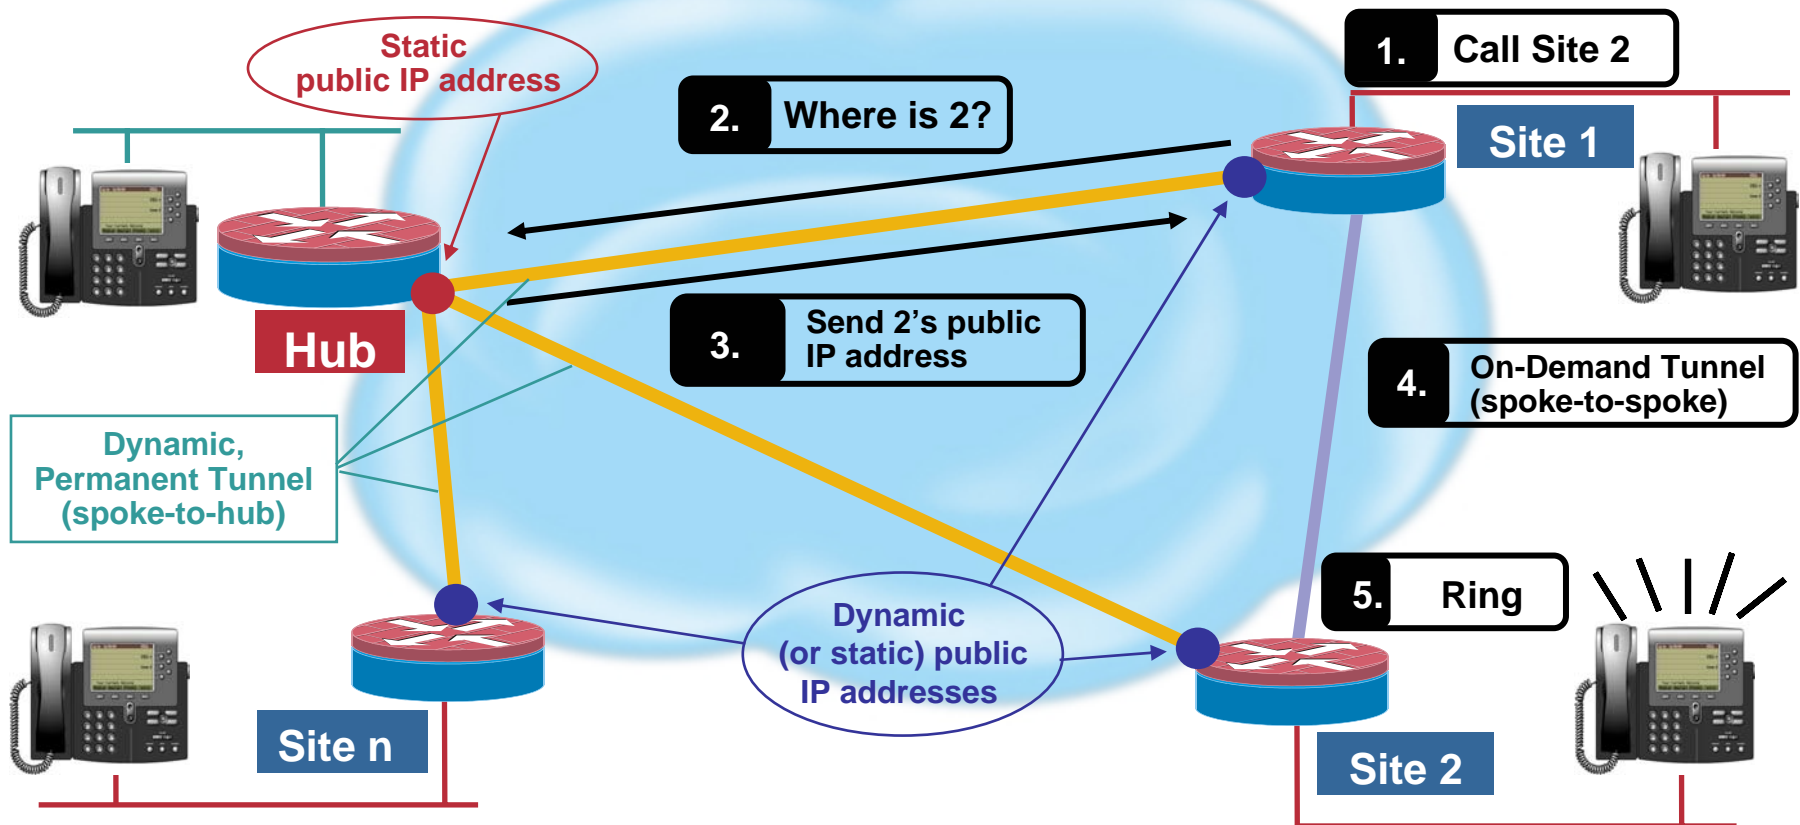 Static
public IP address
1. Call Site 2
2. Where is 2?
Site 1
Hub
3. Send 2’s public
IP address
4. On-Demand Tunnel
(spoke-to-spoke)
Dynamic,
Permanent Tunnel
(spoke-to-hub)
5. Ring
Dynamic
(or static) public
IP addresses
Site n
Site 2